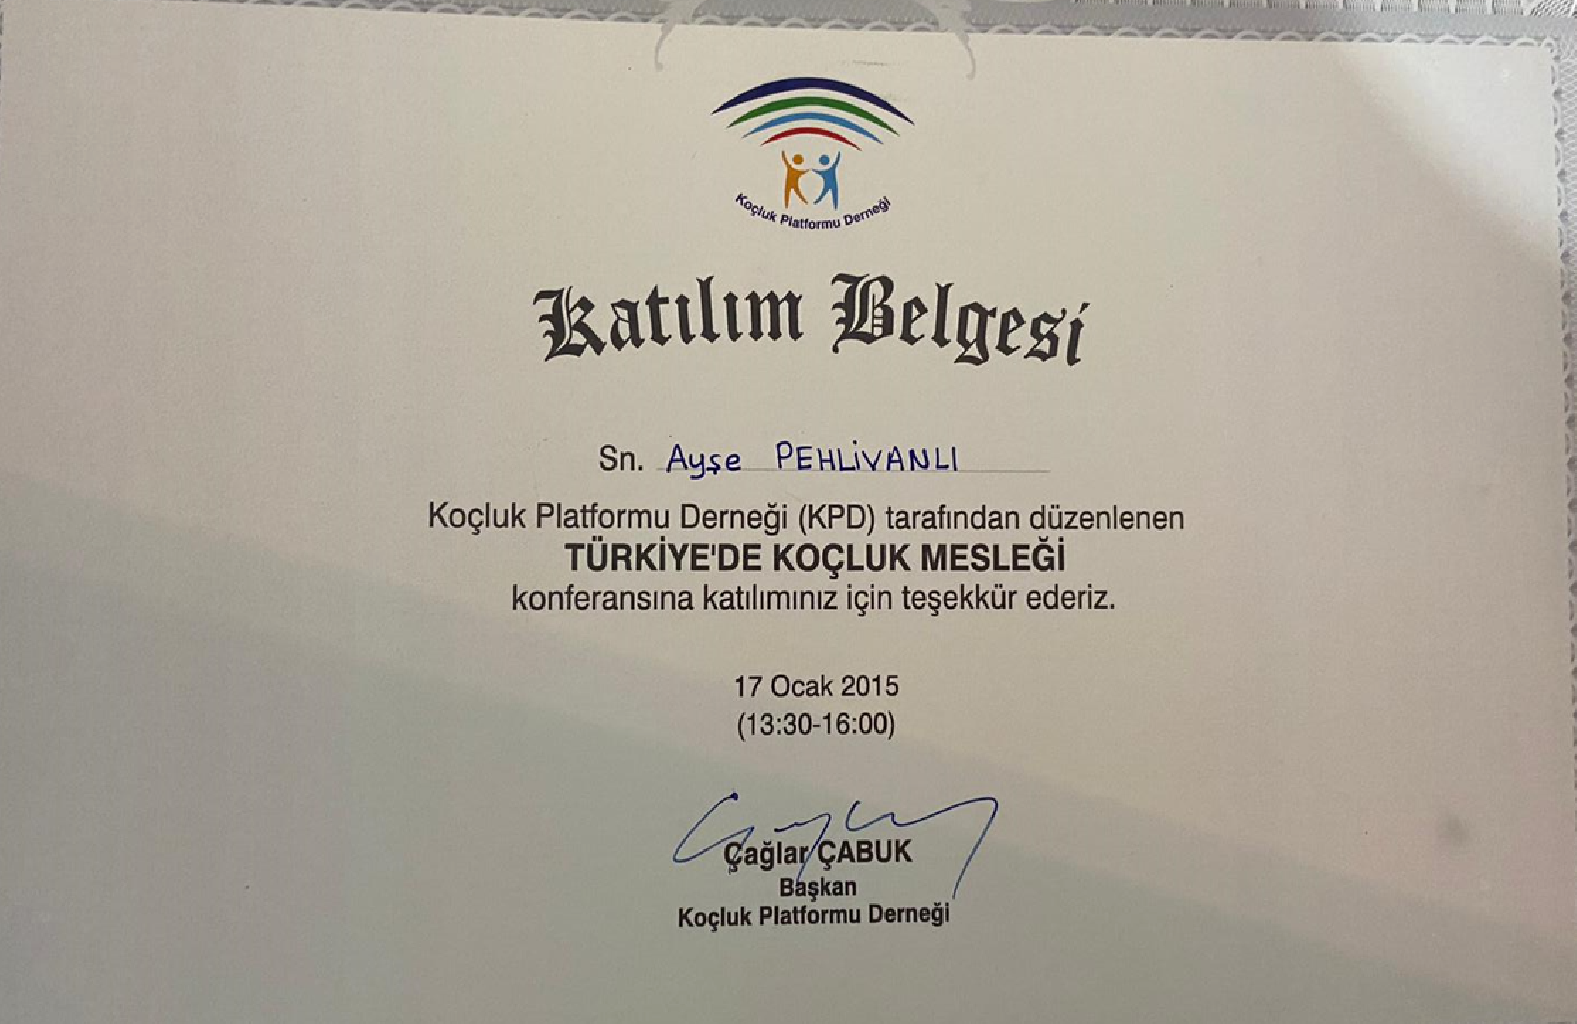 Koçluk Platformu Derneği
Katılım Belgesi
Sn. Ayşe PEHLİVANLI
Koçluk Platformu Derneği (KPD) tarafından düzenlenen
TÜRKİYE'DE KOÇLUK MESLEĞİ
konferansına katılımınız için teşekkür ederiz.
17 Ocak 2015
(13:30-16:00)
Çağlar ÇABUK
Başkan
Koçluk Platformu Derneği